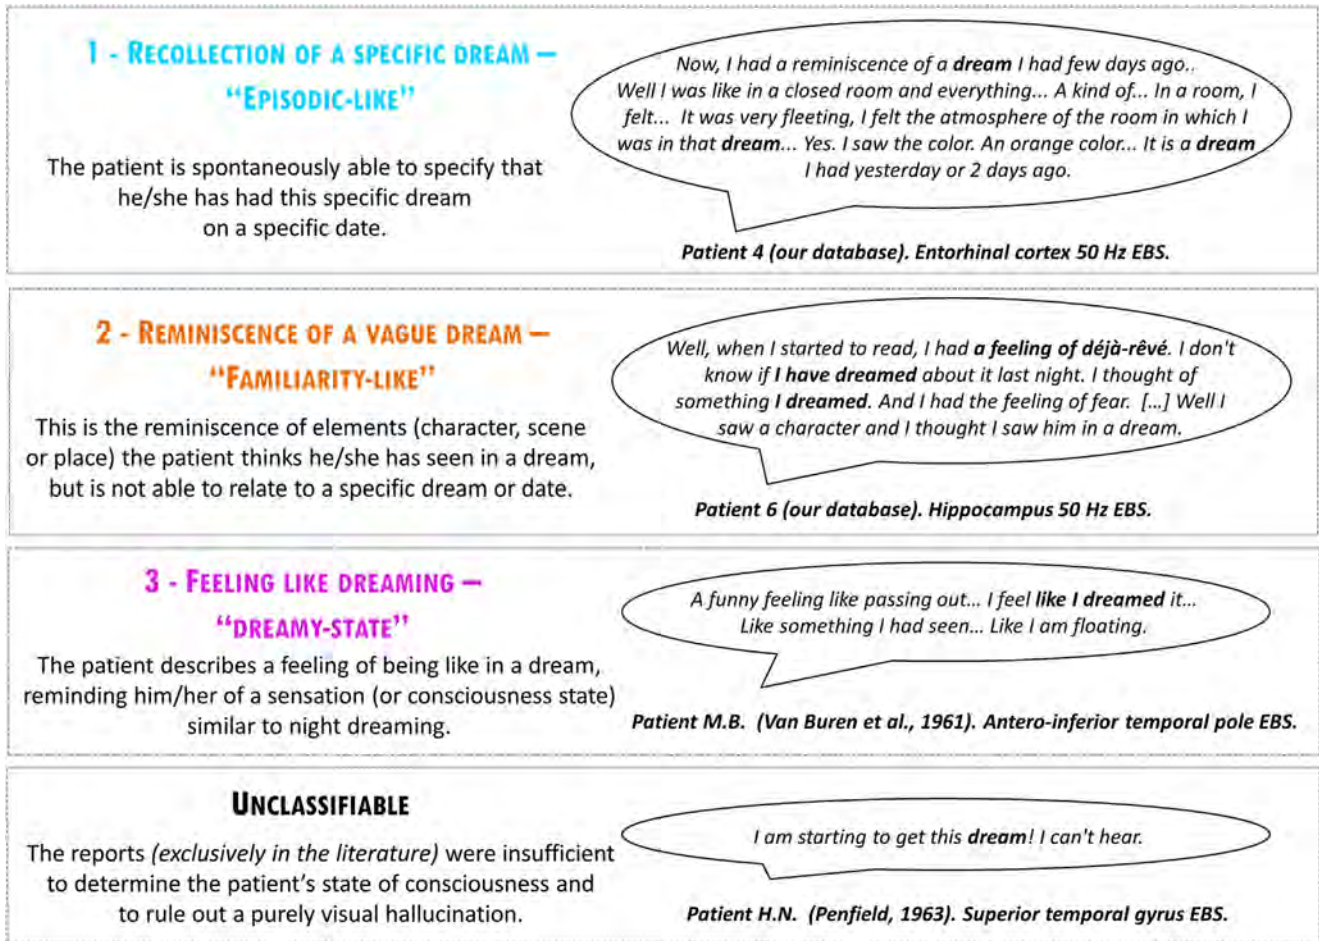 1 - RECOLLECTION OF A SPECIFIC DREAM –
"EPISODIC-LIKE"
The patient is spontaneously able to specify that
he/she has had this specific dream
on a specific date.
Now, I had a reminiscence of a dream I had few days ago..
Well I was like in a closed room and everything... A kind of... In a room, I
felt... It was very fleeting, I felt the atmosphere of the room in which I
was in that dream... Yes. I saw the color. An orange color... It is a dream
I had yesterday or 2 days ago.
Patient 4 (our database). Entorhinal cortex 50 Hz EBS.
2 - REMINISCENCE OF A VAGUE DREAM –
"FAMILIARITY-LIKE"
This is the reminiscence of elements (character, scene
or place) the patient thinks he/she has seen in a dream,
but is not able to relate to a specific dream or date.
Well, when I started to read, I had a feeling of déjà-rêvé. I don't
know if I have dreamed about it last night. I thought of
something I dreamed. And I had the feeling of fear. [...] Well I
saw a character and I thought I saw him in a dream.
Patient 6 (our database). Hippocampus 50 Hz EBS.
3 - FEELING LIKE DREAMING –
"DREAMY-STATE"
The patient describes a feeling of being like in a dream,
reminding him/her of a sensation (or consciousness state)
similar to night dreaming.
A funny feeling like passing out... I feel like I dreamed it...
Like something I had seen... Like I am floating.
Patient M.B. (Van Buren et al., 1961). Antero-inferior temporal pole EBS.
UNCLASSIFIABLE
The reports (exclusively in the literature) were insufficient
to determine the patient's state of consciousness and
to rule out a purely visual hallucination.
I am starting to get this dream! I can't hear.
Patient H.N. (Penfield, 1963). Superior temporal gyrus EBS.